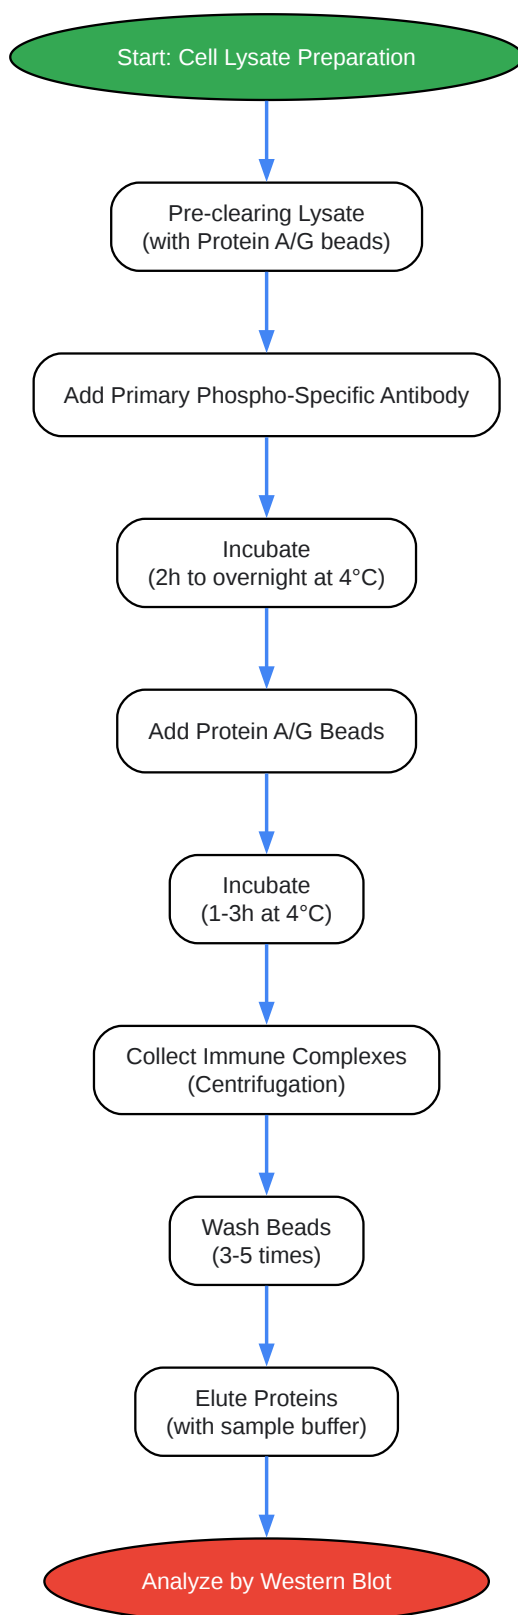 Start: Cell Lysate Preparation
Pre-clearing Lysate
(with Protein A/G beads)
Add Primary Phospho-Specific Antibody
Incubate
(2h to overnight at 4°C)
Add Protein A/G Beads
Incubate
(1-3h at 4°C)
Collect Immune Complexes
(Centrifugation)
Wash Beads
(3-5 times)
Elute Proteins
(with sample buffer)
Analyze by Western Blot